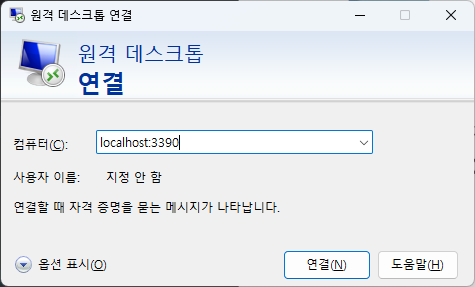 원격 데스크톱 연결
원격 데스크톱
연결
컴퓨터(C): localhost:3390
사용자 이름: 지정 안 함
연결할 때 자격 증명을 묻는 메시지가 나타납니다.
옵션 표시(O) 연결(N) 도움말(H)